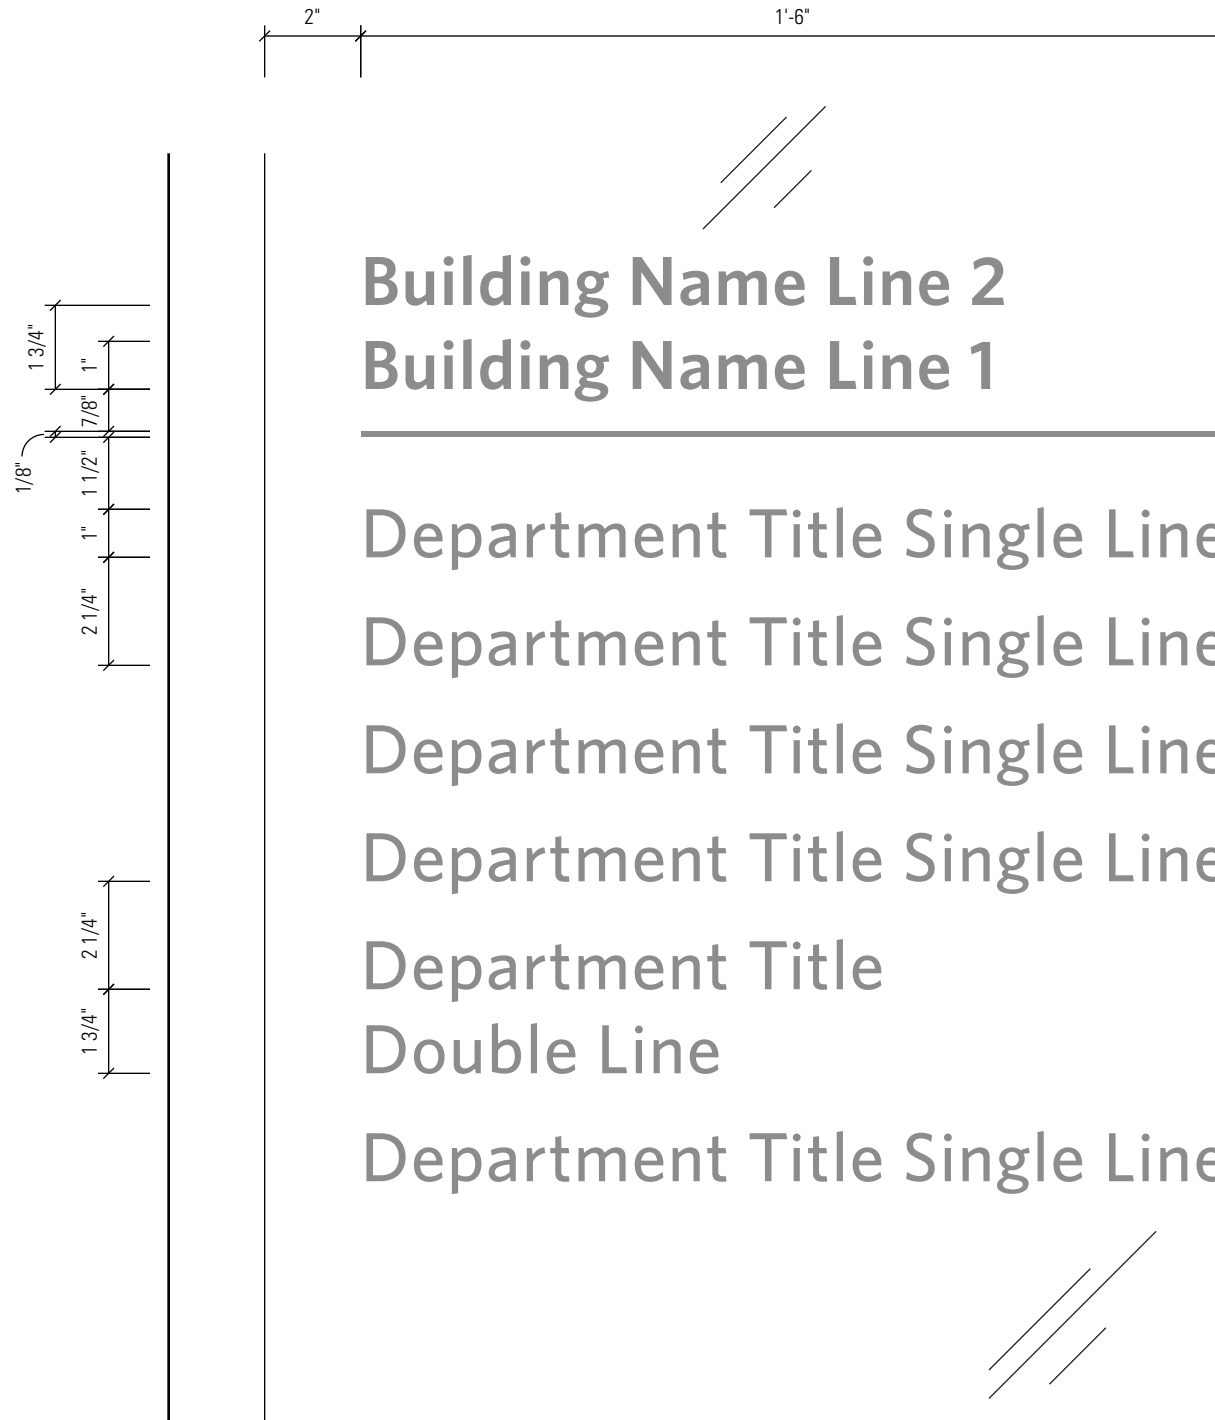 2"
1'-6"
Building Name Line 2
Building Name Line 1
1 3/4"
1"
7/8"
1/8"
1 1/2"
1"
2 1/4"
Department Title Single Line
Department Title Single Line
Department Title Single Line
Department Title Single Line
2 1/4"
Department Title
1 3/4"
Double Line
Department Title Single Line